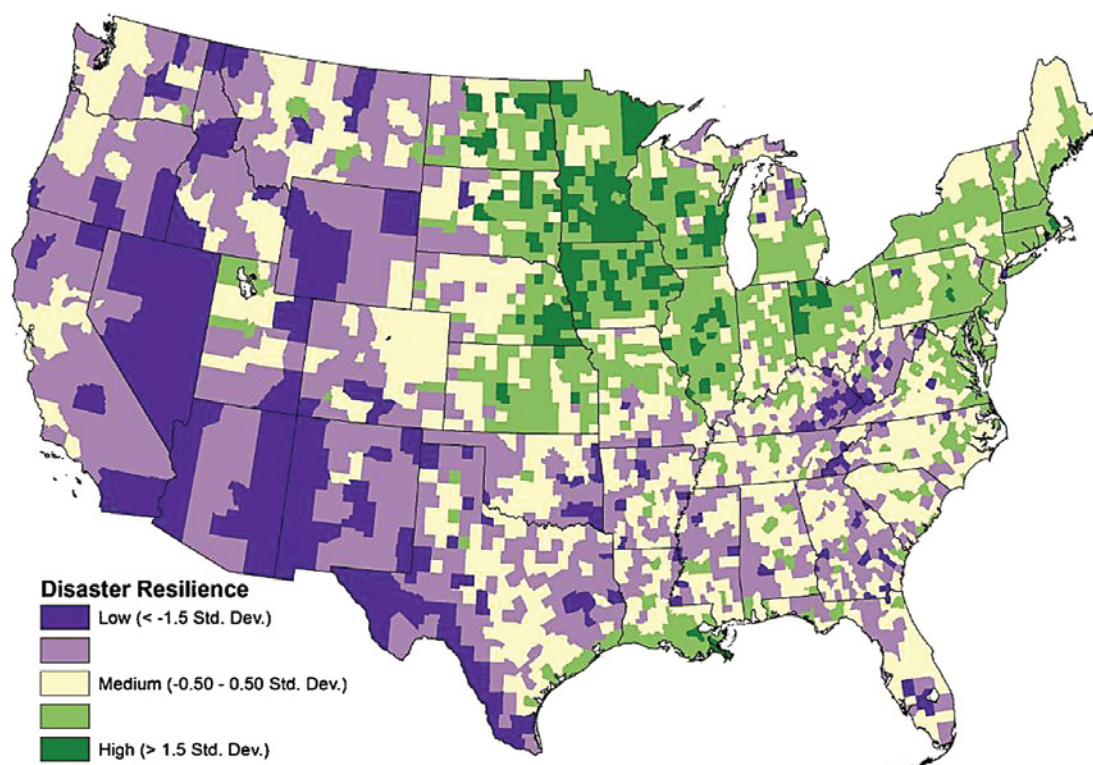 Disaster Resilience
Low (< -1.5 Std. Dev.)
Medium (-0.50 - 0.50 Std. Dev.)
High (> 1.5 Std. Dev.)